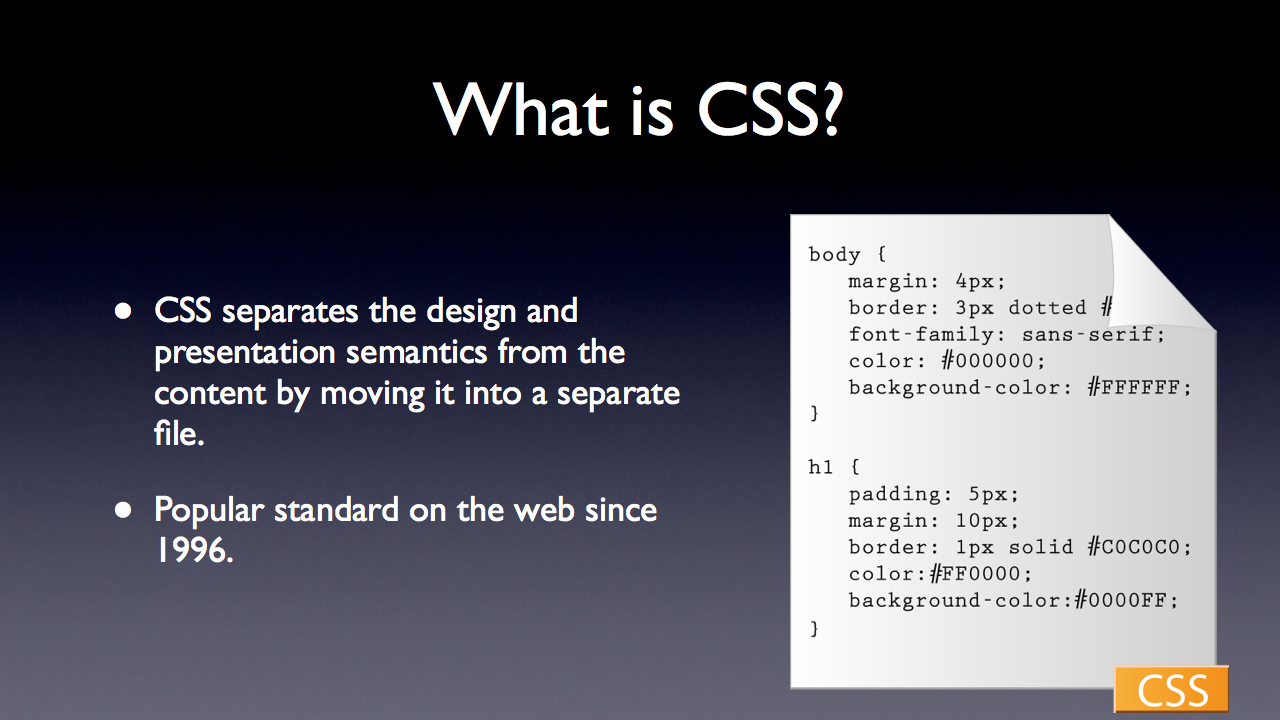 What is CSS?
• CSS separates the design and
presentation semantics from the
content by moving it into a separate
file.
• Popular standard on the web since
1996.
body {
margin: 4px;
border: 3px dotted #
font-family: sans-serif;
color: #000000;
background-color: #FFFFFF;
}
h1 {
padding: 5px;
margin: 10px;
border: 1px solid #C0C0C0;
color:#FF0000;
background-color:#0000FF;
}
CSS